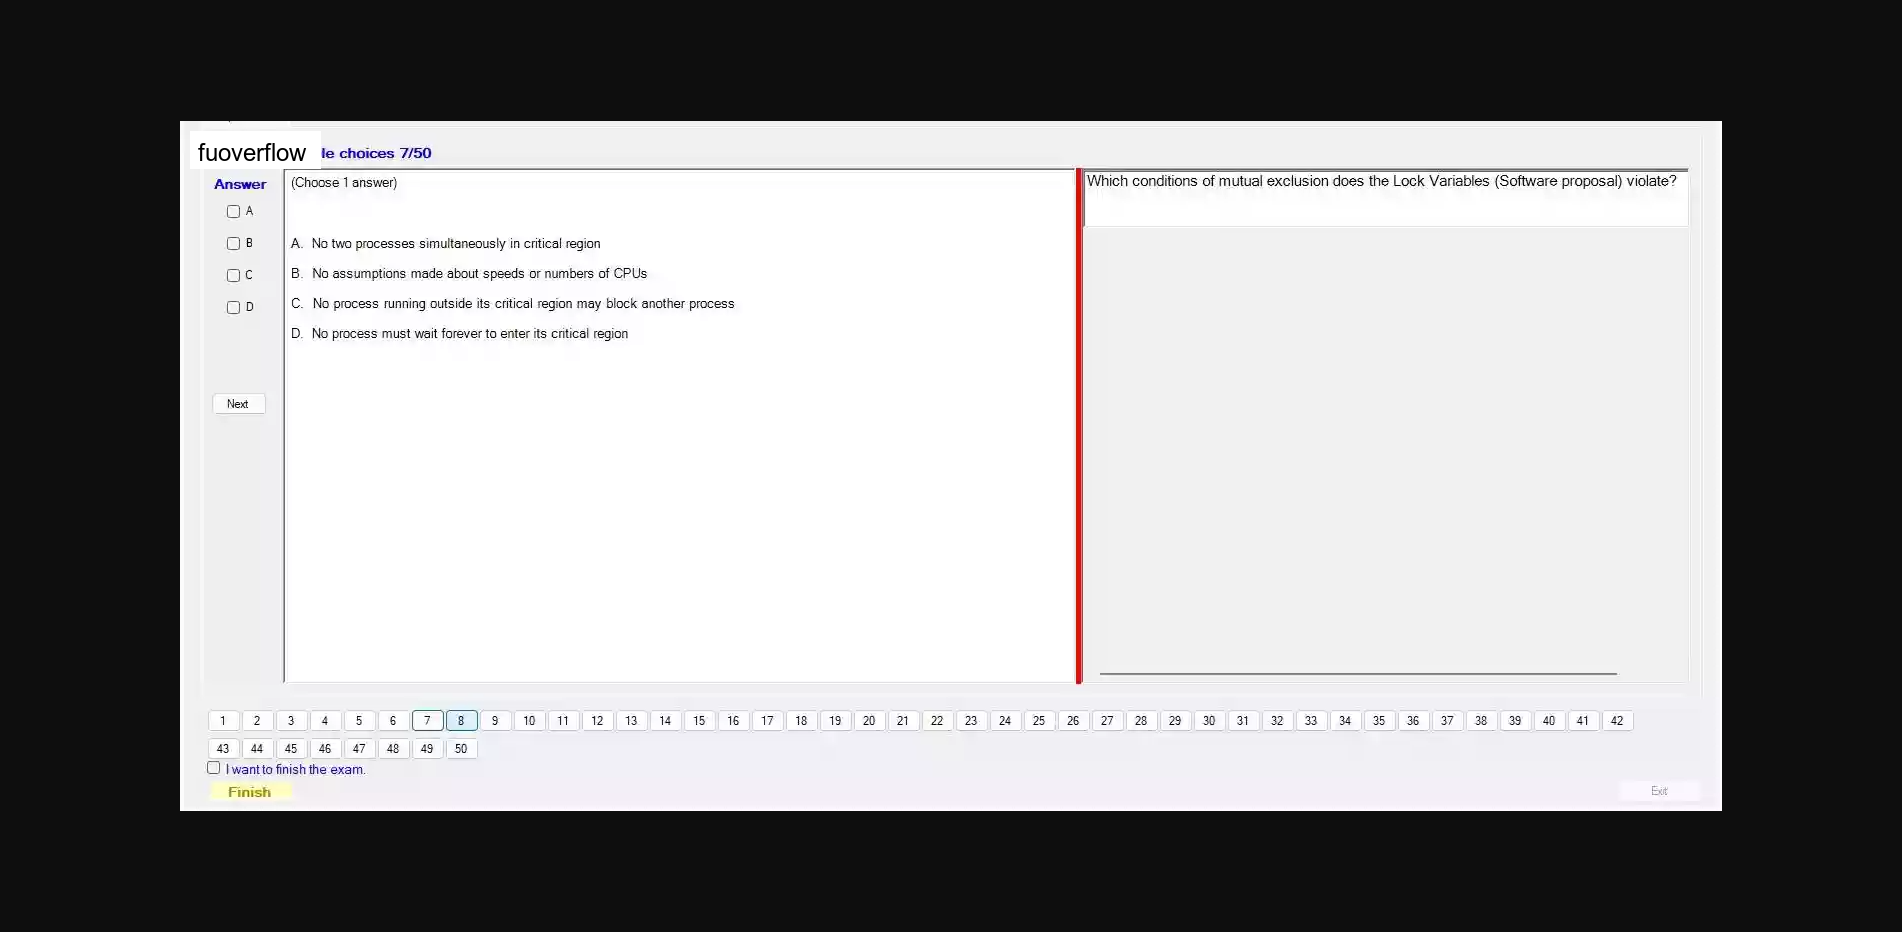 fuoverflow le choices 7/50
Answer
(Choose 1 answer)
A
B
C
D
A. No two processes simultaneously in critical region
B. No assumptions made about speeds or numbers of CPUs
C. No process running outside its critical region may block another process
D. No process must wait forever to enter its critical region
Next
Which conditions of mutual exclusion does the Lock Variables (Software proposal) violate?
1 2 3 4 5 6 7 8 9 10 11 12 13 14 15 16 17 18 19 20 21 22 23 24 25 26 27 28 29 30 31 32 33 34 35 36 37 38 39 40 41 42
43 44 45 46 47 48 49 50
I want to finish the exam.
Finish
Exit